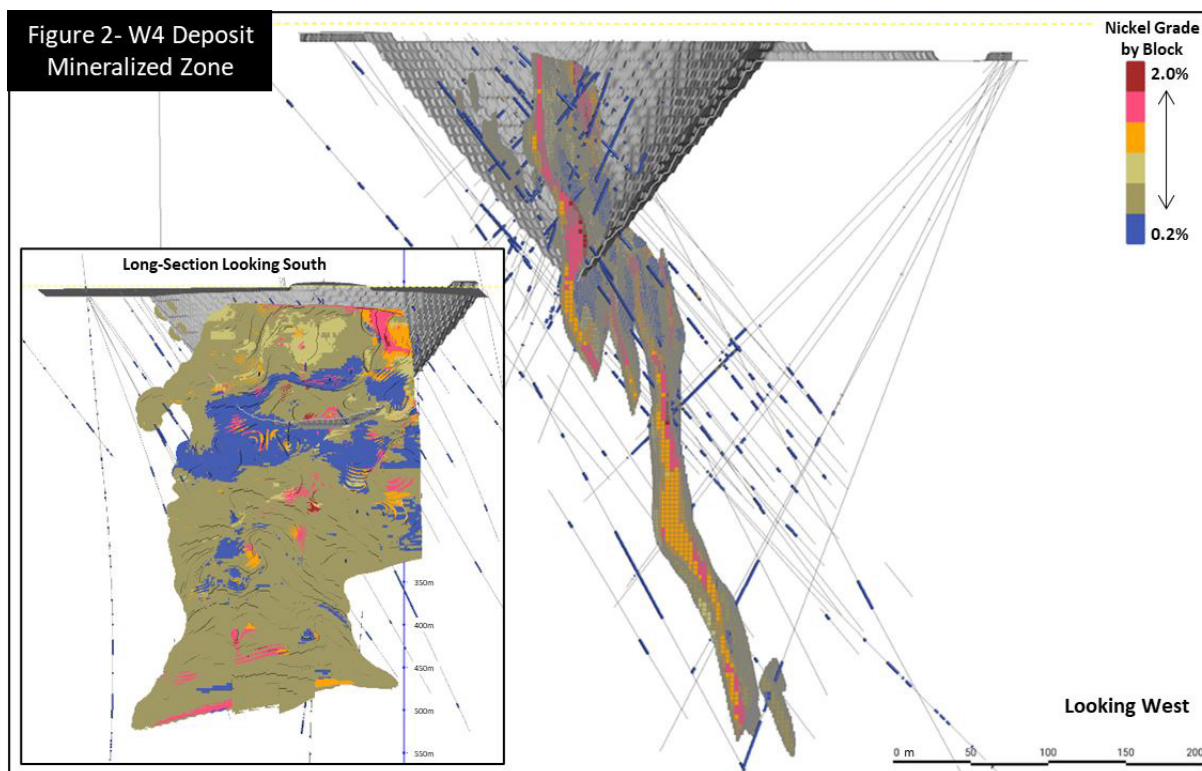 Figure 2- W4 Deposit
Mineralized Zone
Nickel Grade
by Block
2.0%
0.2%
Long-Section Looking South
350m
400m
450m
500m
550m
Looking West
0 m
50
100
150
200